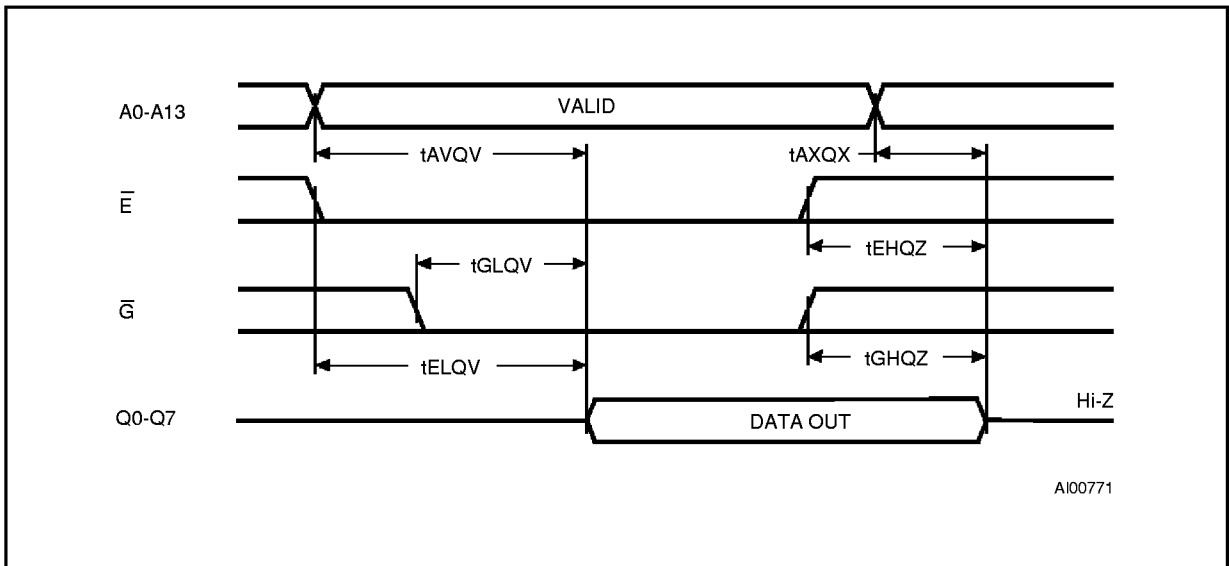 A0-A13
VALID
tAVQV
tAXQX
E̅
tEHQZ
tGLQV
G̅
tGHQZ
tELQV
Q0-Q7
DATA OUT
Hi-Z
AI00771